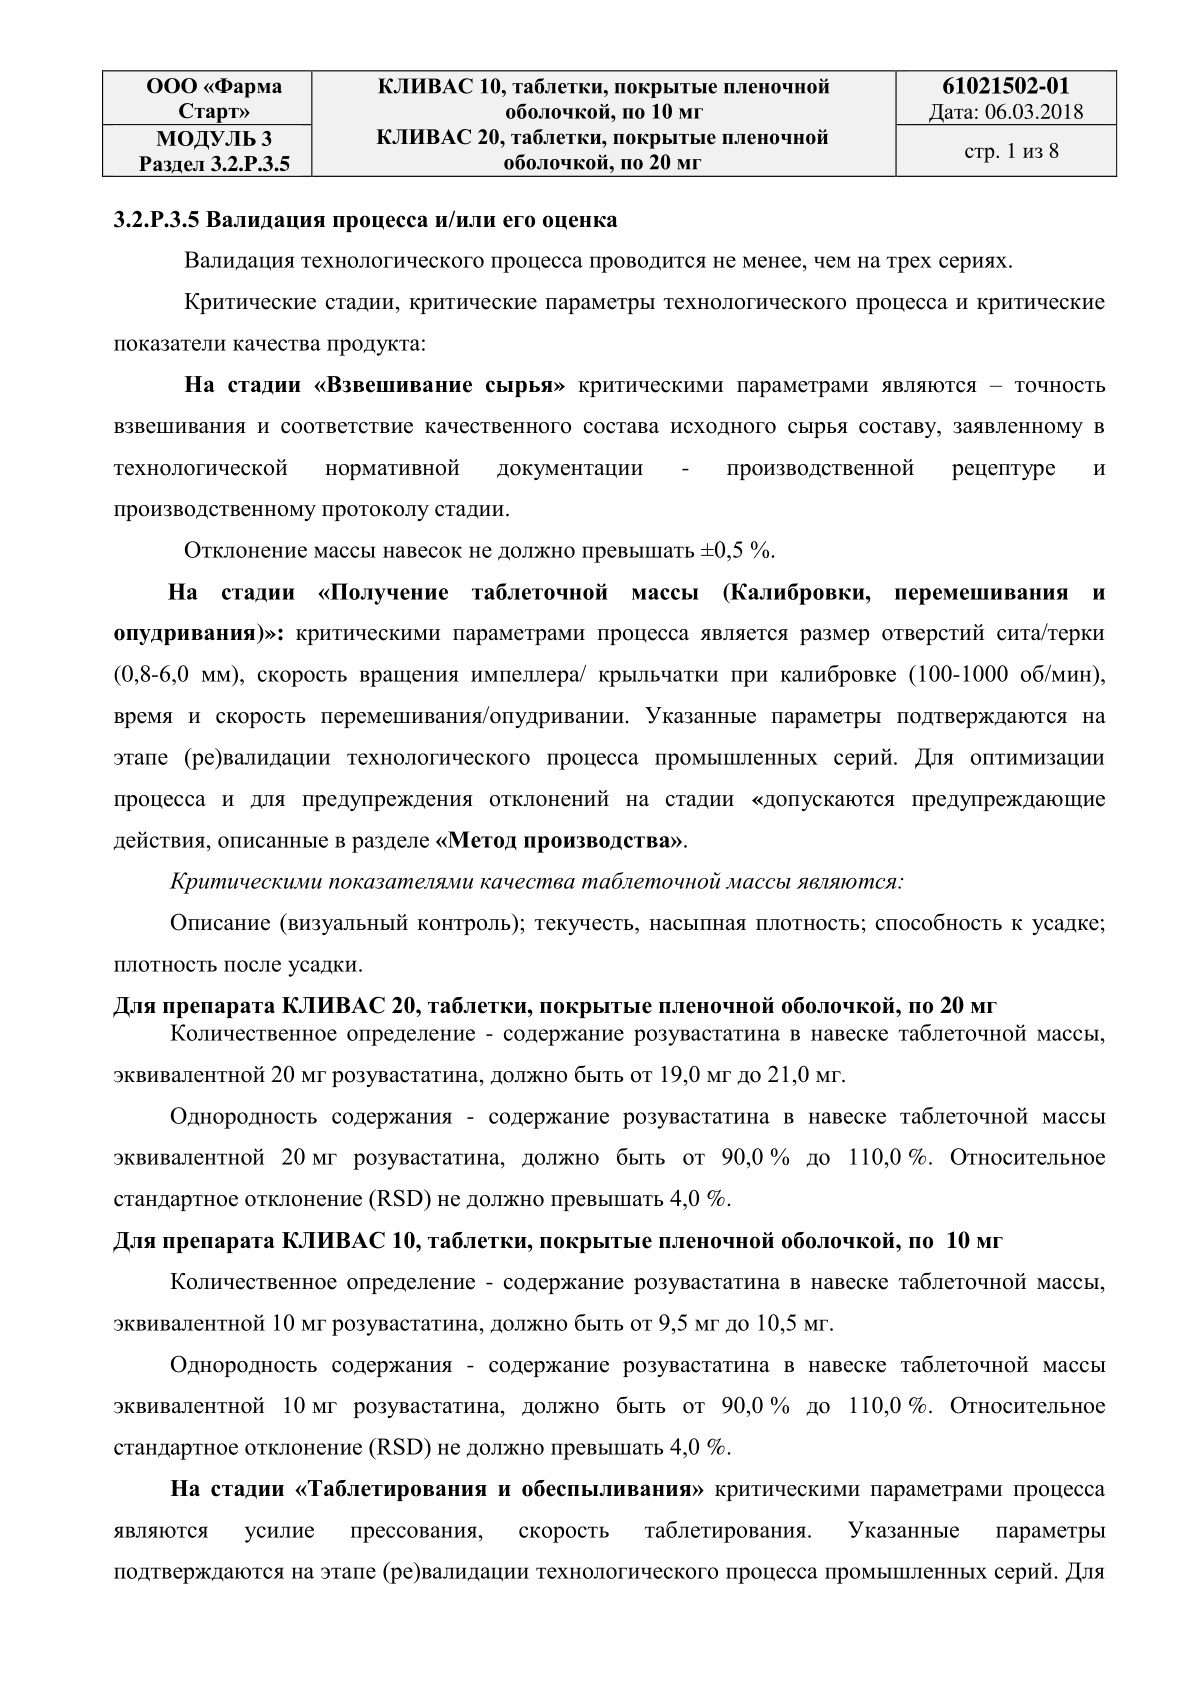 ООО «Фарма
Старт»
МОДУЛЬ 3
Раздел 3.2.Р.3.5
КЛИВАС 10, таблетки, покрытые пленочной
оболочкой, по 10 мг
КЛИВАС 20, таблетки, покрытые пленочной
оболочкой, по 20 мг
61021502-01
Дата: 06.03.2018
стр. 1 из 8
3.2.Р.3.5 Валидация процесса и/или его оценка
Валидация технологического процесса проводится не менее, чем на трех сериях.
Критические стадии, критические параметры технологического процесса и критические
показатели качества продукта:
На стадии «Взвешивание сырья» критическими параметрами являются – точность
взвешивания и соответствие качественного состава исходного сырья составу, заявленному в
технологической нормативной документации - производственной рецептуре и
производственному протоколу стадии.
Отклонение массы навесок не должно превышать ±0,5 %.
На стадии «Получение таблеточной массы (Калибровки, перемешивания и
опудривания)»: критическими параметрами процесса является размер отверстий сита/терки
(0,8-6,0 мм), скорость вращения импеллера/ крыльчатки при калибровке (100-1000 об/мин),
время и скорость перемешивания/опудривании. Указанные параметры подтверждаются на
этапе (ре)валидации технологического процесса промышленных серий. Для оптимизации
процесса и для предупреждения отклонений на стадии «допускаются предупреждающие
действия, описанные в разделе «Метод производства».
Критическими показателями качества таблеточной массы являются:
Описание (визуальный контроль); текучесть, насыпная плотность; способность к усадке;
плотность после усадки.
Для препарата КЛИВАС 20, таблетки, покрытые пленочной оболочкой, по 20 мг
Количественное определение - содержание розувастатина в навеске таблеточной массы,
эквивалентной 20 мг розувастатина, должно быть от 19,0 мг до 21,0 мг.
Однородность содержания - содержание розувастатина в навеске таблеточной массы
эквивалентной 20 мг розувастатина, должно быть от 90,0 % до 110,0 %. Относительное
стандартное отклонение (RSD) не должно превышать 4,0 %.
Для препарата КЛИВАС 10, таблетки, покрытые пленочной оболочкой, по 10 мг
Количественное определение - содержание розувастатина в навеске таблеточной массы,
эквивалентной 10 мг розувастатина, должно быть от 9,5 мг до 10,5 мг.
Однородность содержания - содержание розувастатина в навеске таблеточной массы
эквивалентной 10 мг розувастатина, должно быть от 90,0 % до 110,0 %. Относительное
стандартное отклонение (RSD) не должно превышать 4,0 %.
На стадии «Таблетирования и обеспыливания» критическими параметрами процесса
являются усилие прессования, скорость таблетирования. Указанные параметры
подтверждаются на этапе (ре)валидации технологического процесса промышленных серий. Для